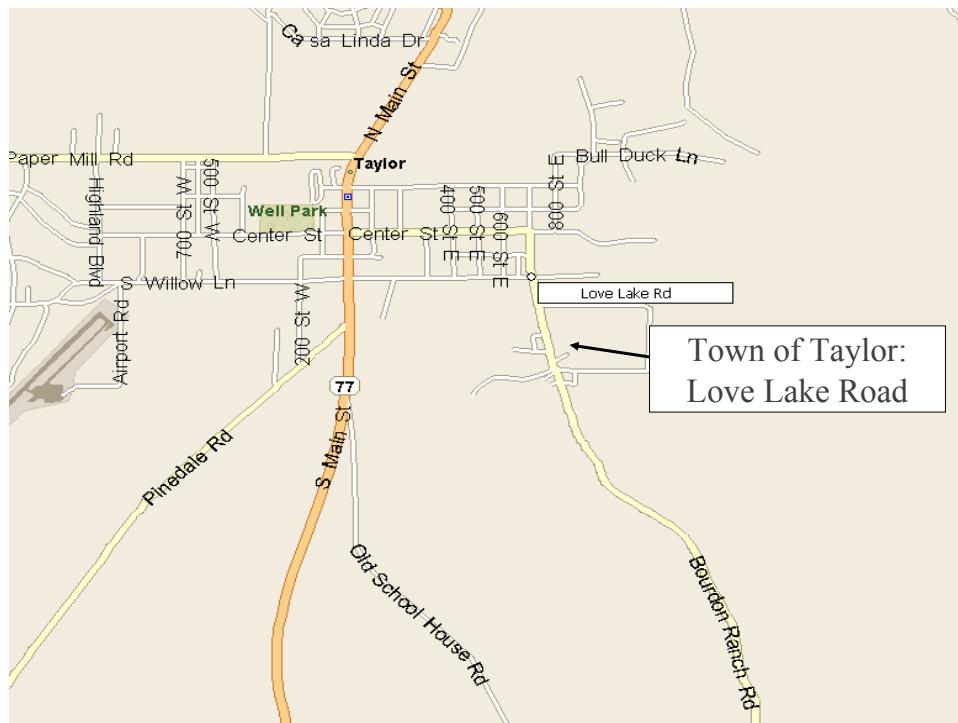 Casa Linda Dr
N Main St
Paper Mill Rd
Taylor
Bull Duck Ln
500 St W
W St 007
Highland Blvd
Well Park
400 St E
500 St E
600 St E
800 St E
Center St
Center St
S Willow Ln
Love Lake Rd
200 St W
Airport Rd
Town of Taylor:
Love Lake Road
77
S Main St
Pinedale Rd
Old School House Rd
Bourdon Ranch Rd